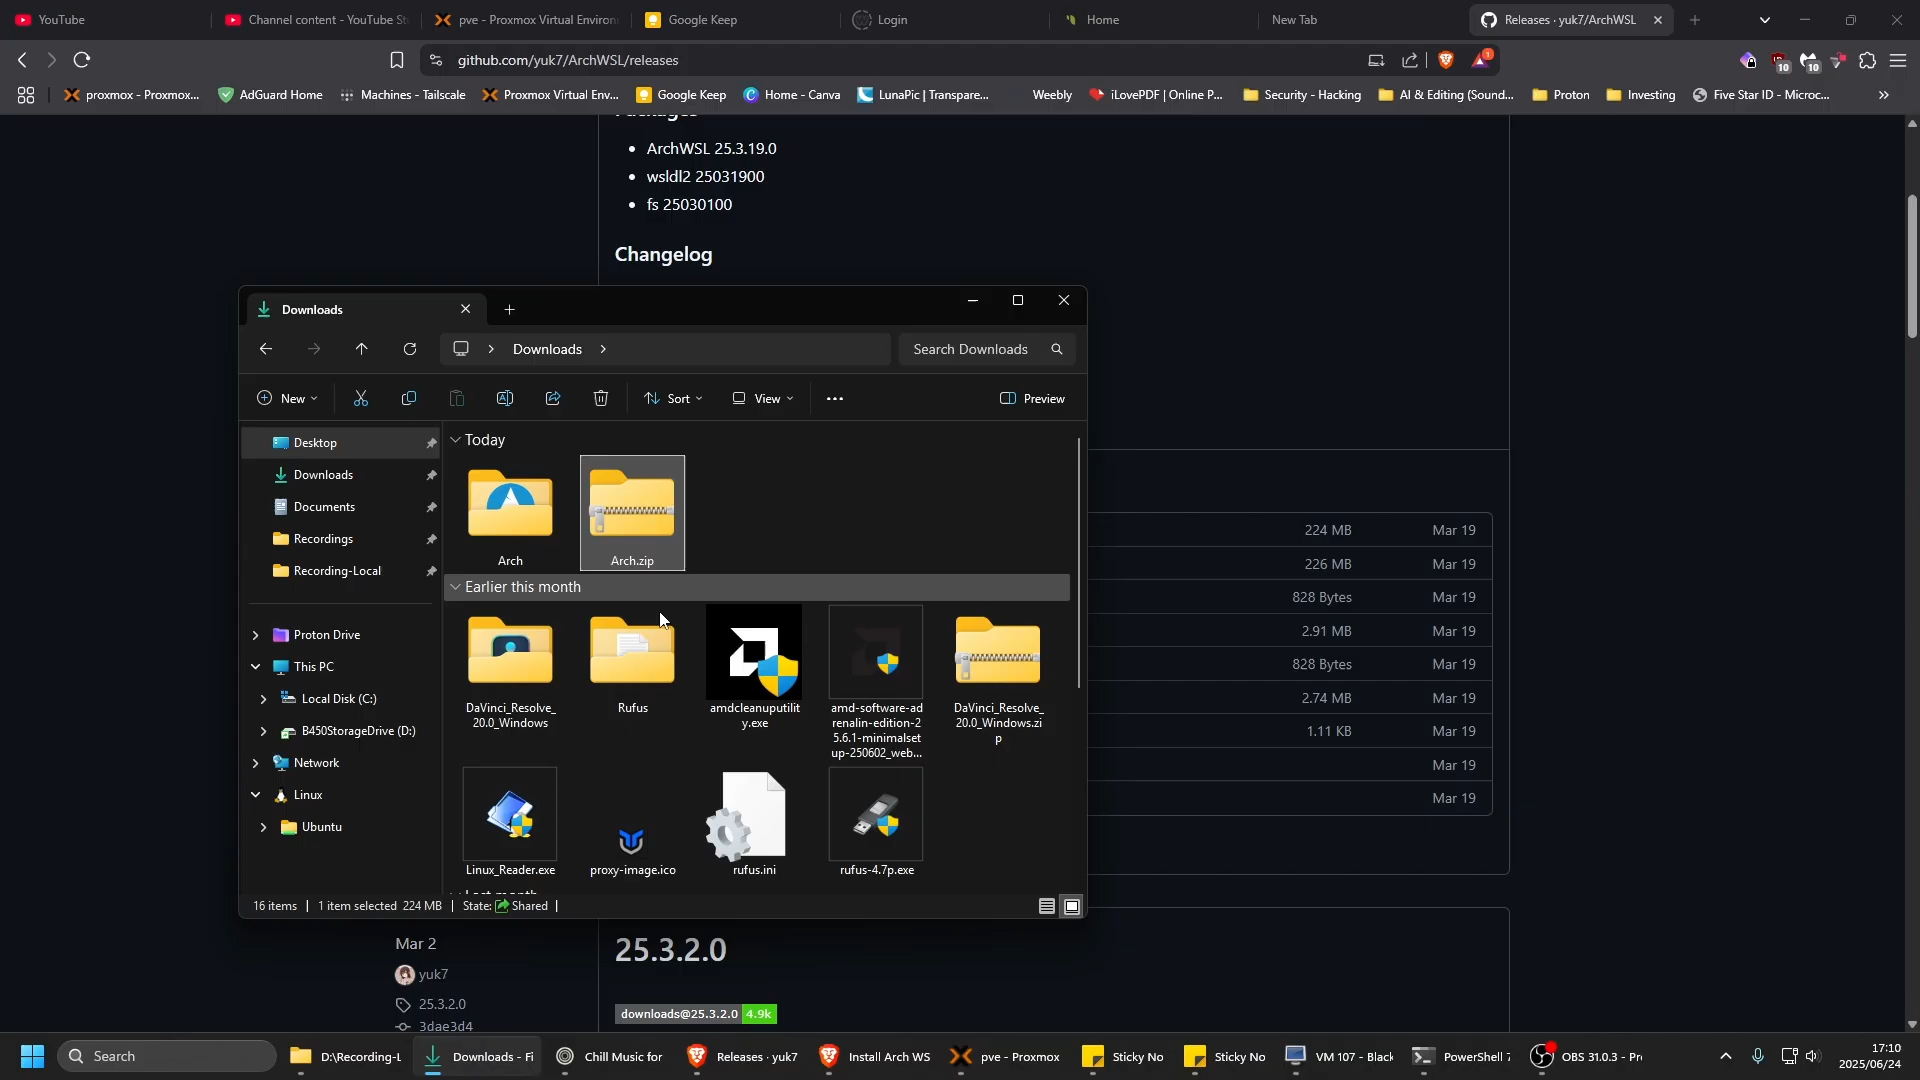 YouTube
Channel content - YouTube St
pve - Proxmox Virtual Environ
Google Keep
Login
Home
New Tab
Releases · yuk7/ArchWSL
github.com/yuk7/ArchWSL/releases
1
10
10
proxmox - Proxmox...
AdGuard Home
Machines - Tailscale
Proxmox Virtual Env...
Google Keep
Home - Canva
LunaPic | Transpare...
Weebly
iLovePDF | Online P...
Security - Hacking
AI & Editing (Sound...
Proton
Investing
Five Star ID - Microc...
ArchWSL 25.3.19.0
wsldl2 25031900
fs 25030100
Changelog
Downloads
Downloads
Search Downloads
New
Sort
View
Preview
Desktop
Downloads
Documents
Recordings
Recording-Local
Proton Drive
This PC
Local Disk (C:)
B450StorageDrive (D:)
Network
Linux
Ubuntu
Today
Arch
Arch.zip
Earlier this month
DaVinci_Resolve_
20.0_Windows
Rufus
amdcleanuputilit
y.exe
amd-software-ad
renalin-edition-2
5.6.1-minimalset
up-250602_web...
DaVinci_Resolve_
20.0_Windows.zi
p
Linux_Reader.exe
proxy-image.ico
rufus.ini
rufus-4.7p.exe
16 items
1 item selected 224 MB
State: Shared
224 MB Mar 19
226 MB Mar 19
828 Bytes Mar 19
2.91 MB Mar 19
828 Bytes Mar 19
2.74 MB Mar 19
1.11 KB Mar 19
Mar 19
Mar 19
Mar 2
yuk7
25.3.2.0
3dae3d4
25.3.2.0
downloads@25.3.2.0 4.9k
Search
D:\Recording-L
Downloads - Fi
Chill Music for
Releases · yuk7
Install Arch WS
pve - Proxmox
Sticky No
Sticky No
VM 107 - Black
PowerShell 7
OBS 31.0.3 - Pr
17:10
2025/06/24